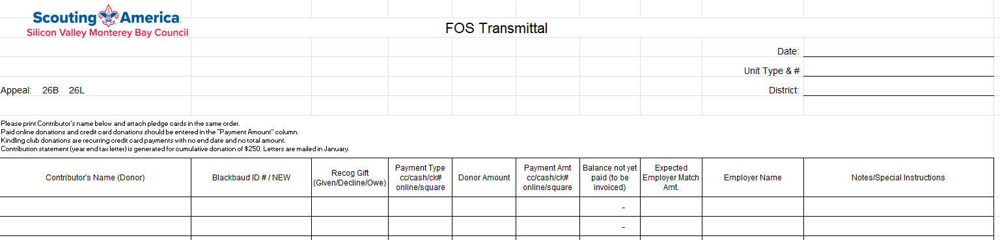 Scouting America.
Silicon Valley Monterey Bay Council
FOS Transmittal
Date:
Unit Type & #
Appeal: 26B 26L
District:
Please print Contributor's name below and attach pledge cards in the same order.
Paid online donations and credit card donations should be entered in the "Payment Amount" column.
Kindling club donations are recurring credit card payments with no end date and no total amount.
Contribution statement (year end tax letter) is generated for cumulative donation of $250. Letters are mailed in January.
Contributor's Name (Donor)
Blackbaud ID # / NEW
Recog Gift
(Given/Decline/Owe)
Payment Type
cc/cash/ck#
online/square
Donor Amount
Payment Amt
cc/cash/ck#
online/square
Balance not yet
paid (to be
invoiced)
Expected
Employer Match
Amt.
Employer Name
Notes/Special Instructions
-
-